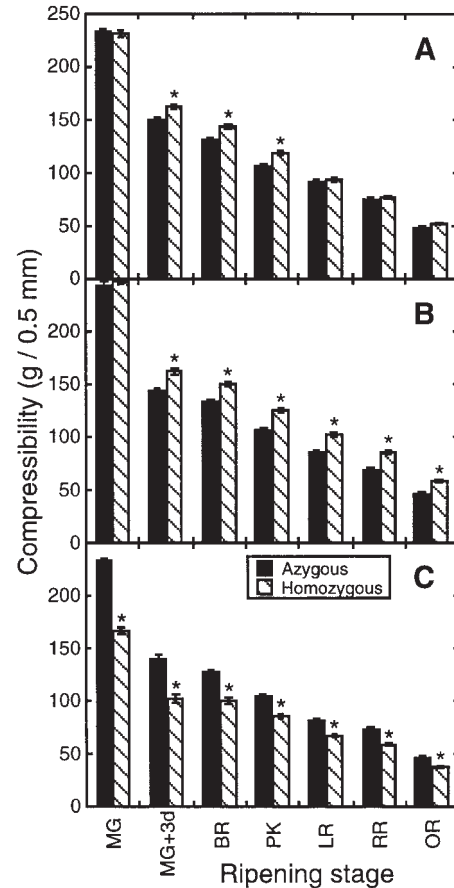 250
A
200
150
* * *
100
50
0
B
200
150
* * * * * *
100
50
0
Azygous
Homozygous
C
200
150
* * * * * * *
100
50
0
Compressibility (g / 0.5 mm)
MG MG+3d BR PK LR RR OR
Ripening stage